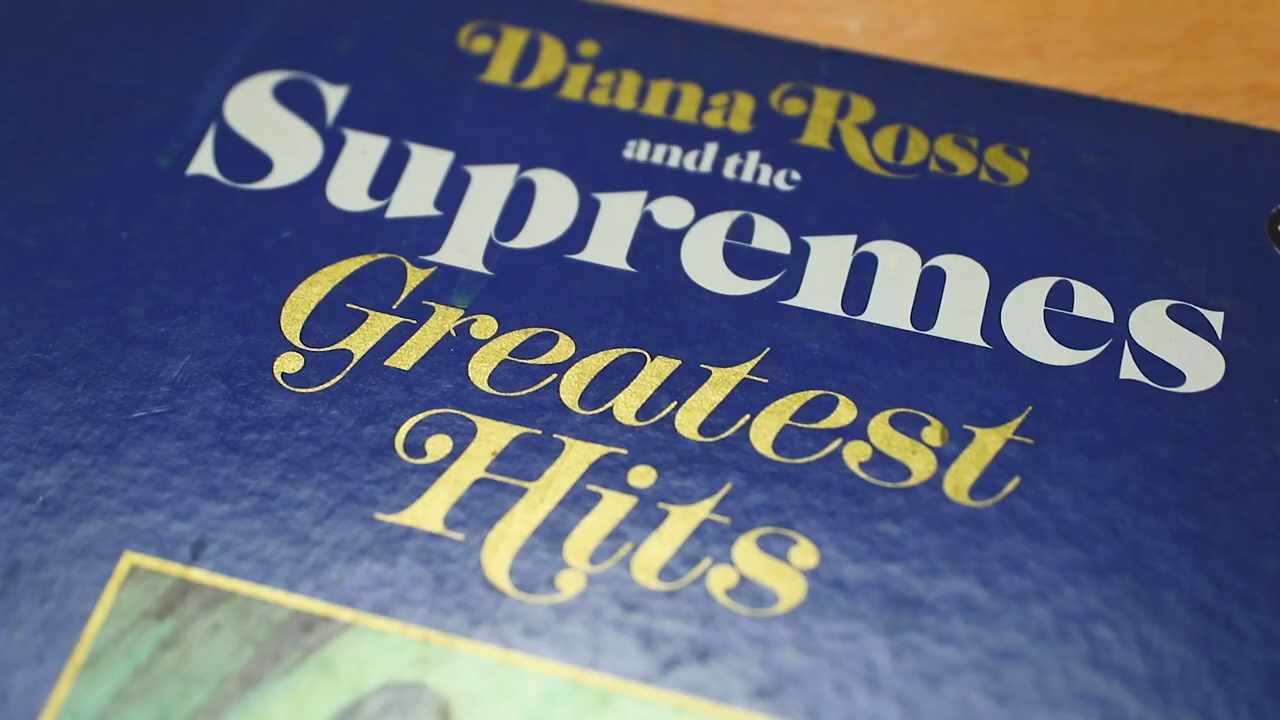 Diana Ross
and the
Supremes
Greatest
Hits